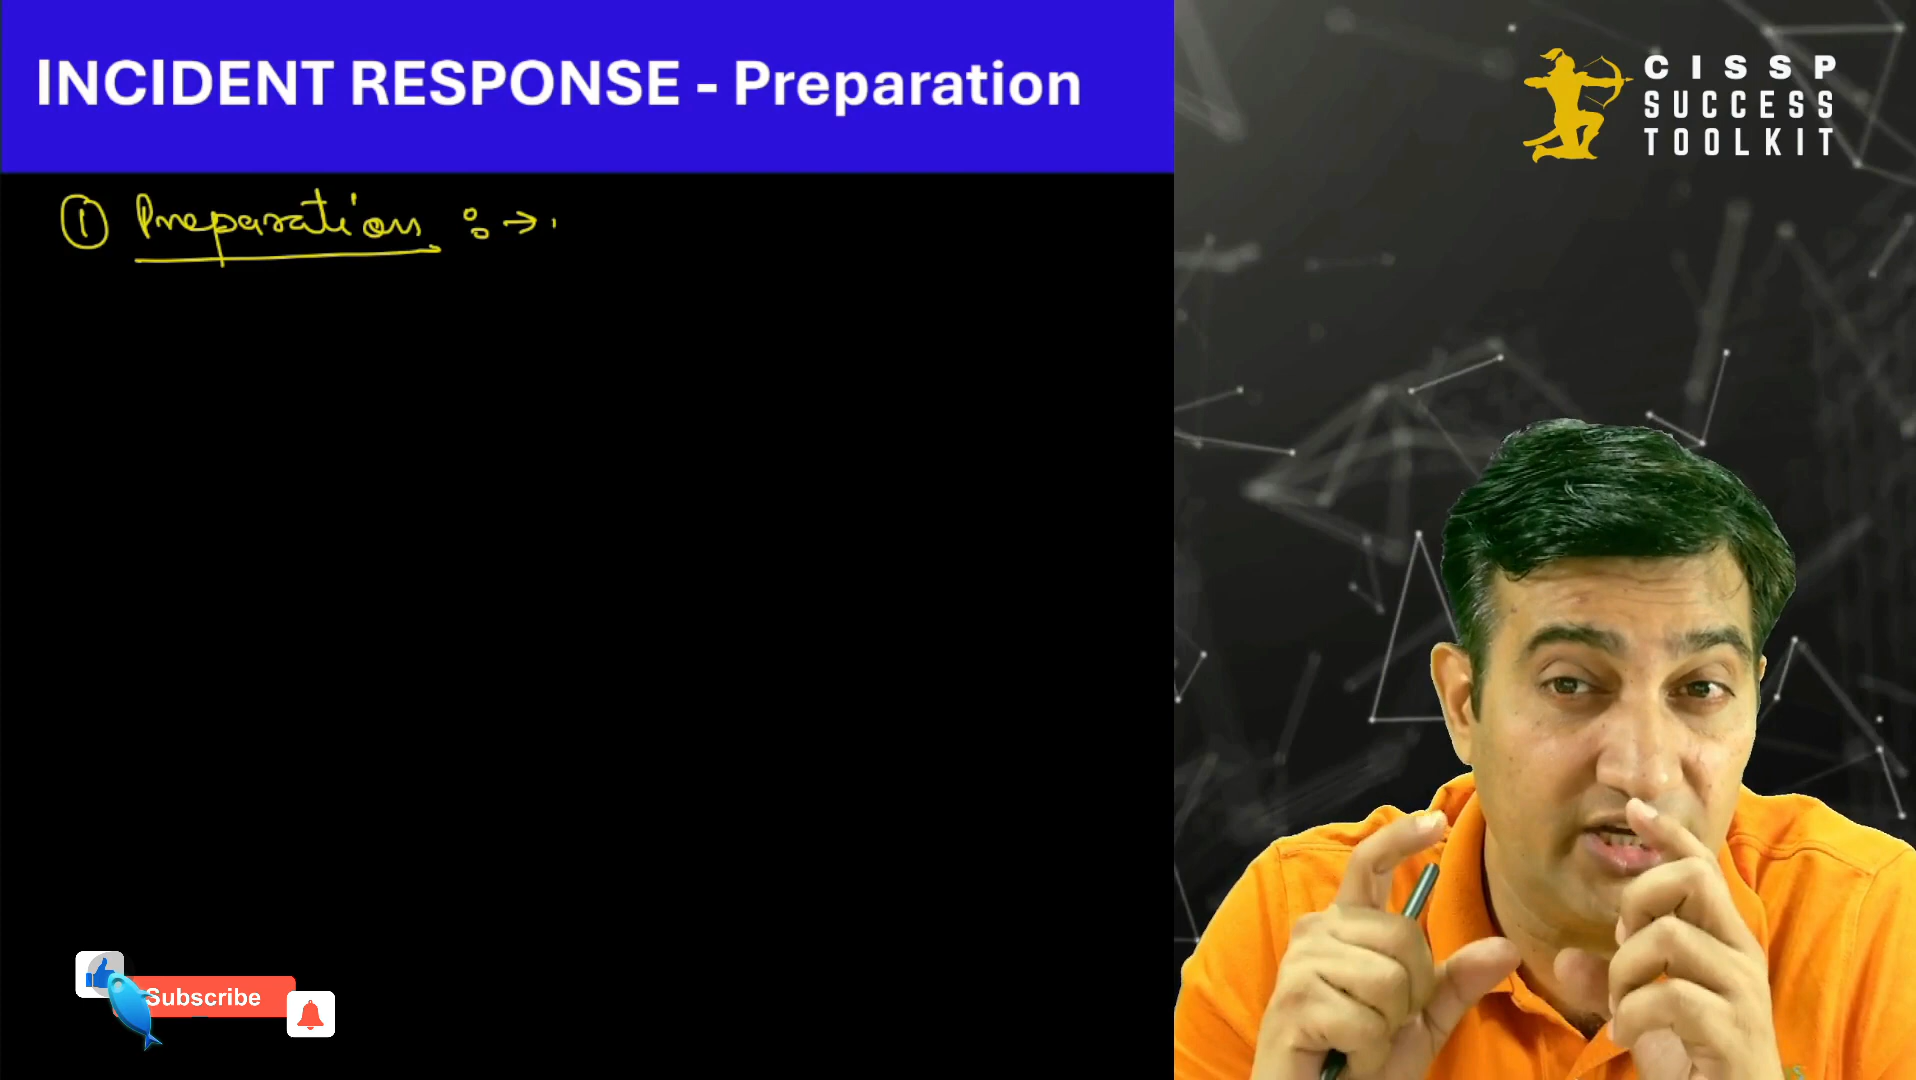 INCIDENT RESPONSE - Preparation
CISSP
SUCCESS
TOOLKIT
① Preparation : →
Subscribe